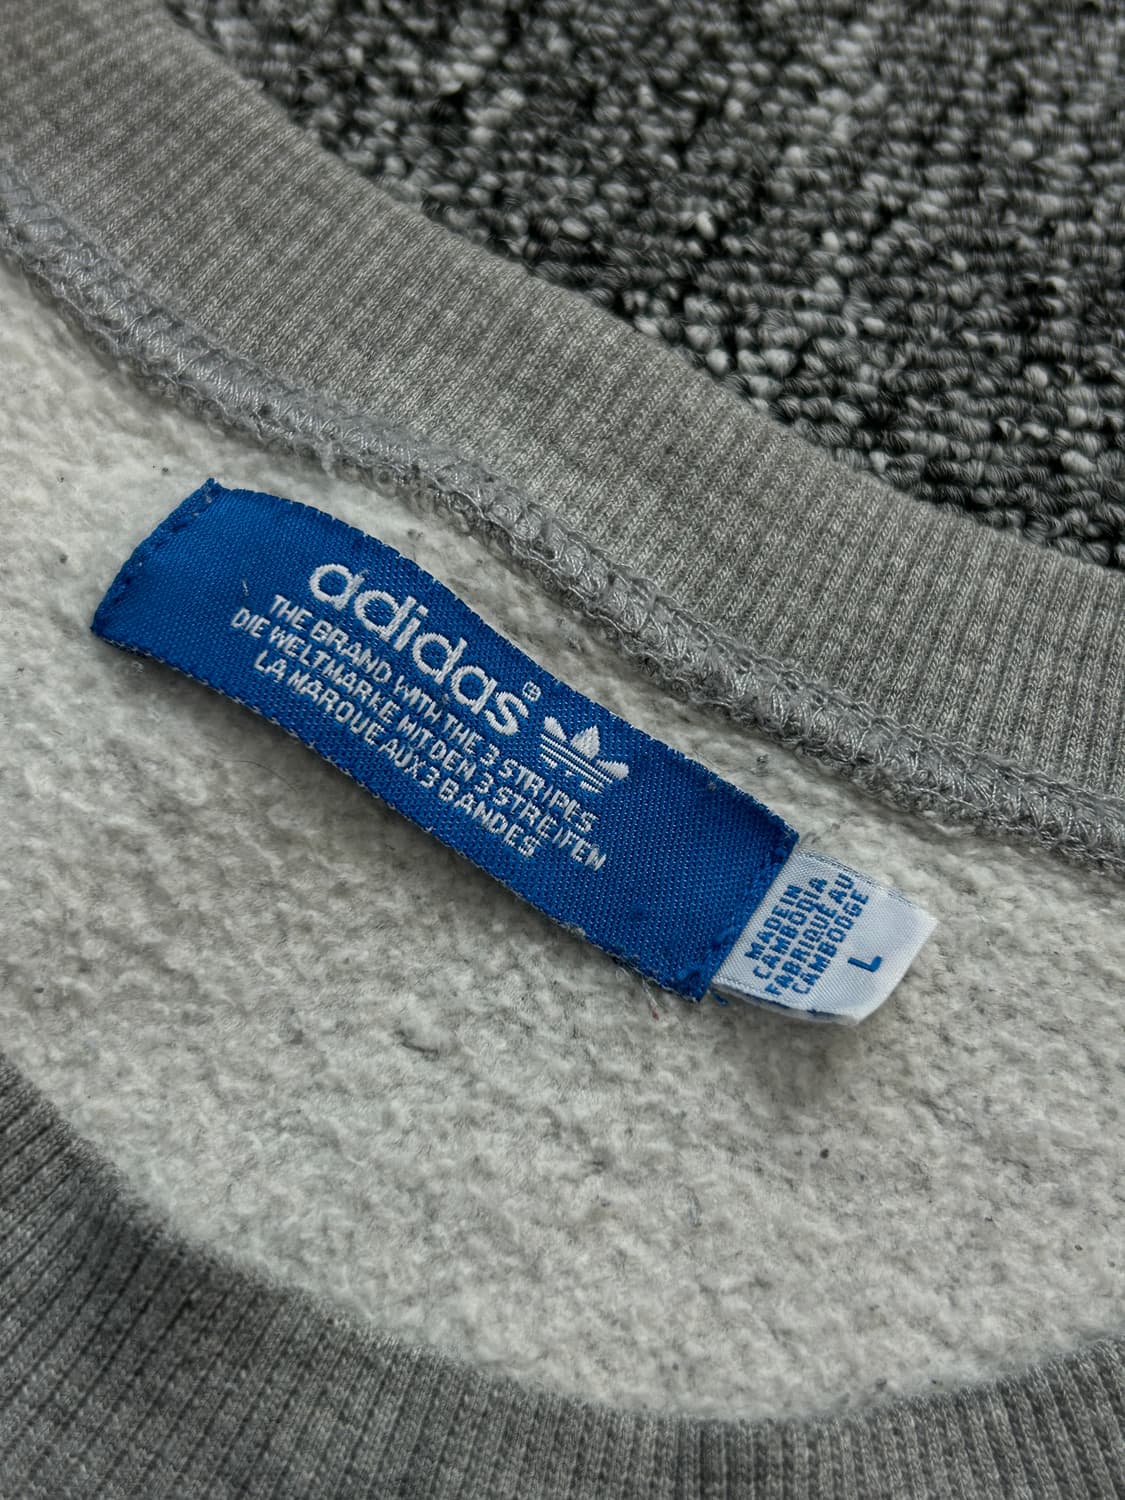 adidas®
THE BRAND WITH THE 3 STRIPES
DIE WELTMARKE MIT DEN 3 STREIFEN
LA MARQUE AUX 3 BANDES
MADE IN
CAMBODIA
FABRIQUÉ AU
CAMBODGE
L